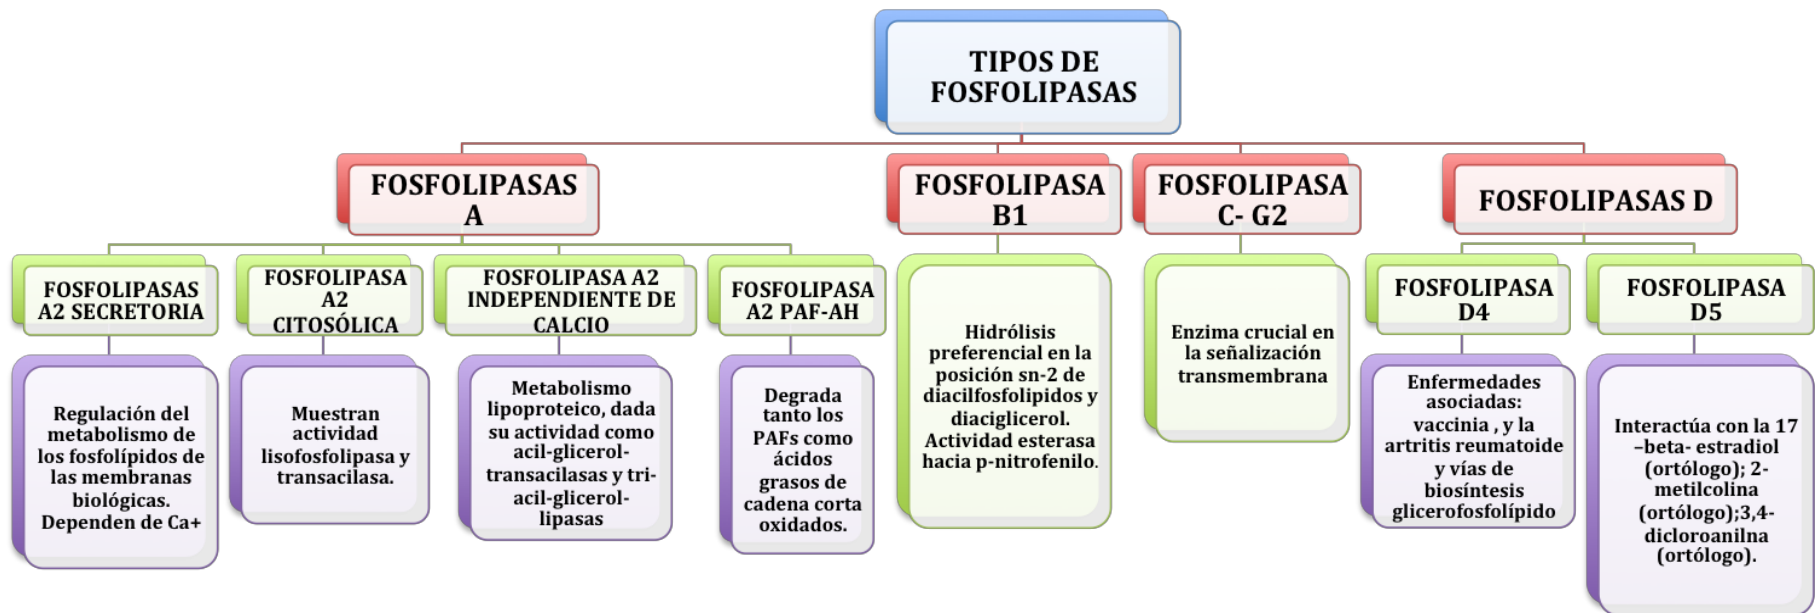 TIPOS DE
FOSFOLIPASAS
FOSFOLIPASAS
A
FOSFOLIPASA
B1
FOSFOLIPASA
C- G2
FOSFOLIPASAS D
FOSFOLIPASAS
A2 SECRETORIA
FOSFOLIPASA
A2
CITOSÓLICA
FOSFOLIPASA A2
INDEPENDIENTE DE
CALCIO
FOSFOLIPASA
A2 PAF-AH
FOSFOLIPASA
D4
FOSFOLIPASA
D5
Regulación del
metabolismo de
los fosfolípidos de
las membranas
biológicas.
Dependen de Ca+
Muestran
actividad
lisofosfolipasa y
transacilasa.
Metabolismo
lipoproteico, dada
su actividad como
acil-glicerol-
transacilasas y tri-
acil-glicerol-
lipasas
Degrada
tanto los
PAFs como
ácidos
grasos de
cadena corta
oxidados.
Hidrólisis
preferencial en la
posición sn-2 de
diacilfosfolipidos y
diaciglicerol.
Actividad esterasa
hacia p-nitrofenilo.
Enzima crucial en
la señalización
transmembrana
Enfermedades
asociadas:
vaccinia , y la
artritis reumatoide
y vías de
biosíntesis
glicerofosfolípido
Interactúa con la 17
–beta- estradiol
(ortólogo); 2-
metilcolina
(ortólogo);3,4-
dicloroanilna
(ortólogo).